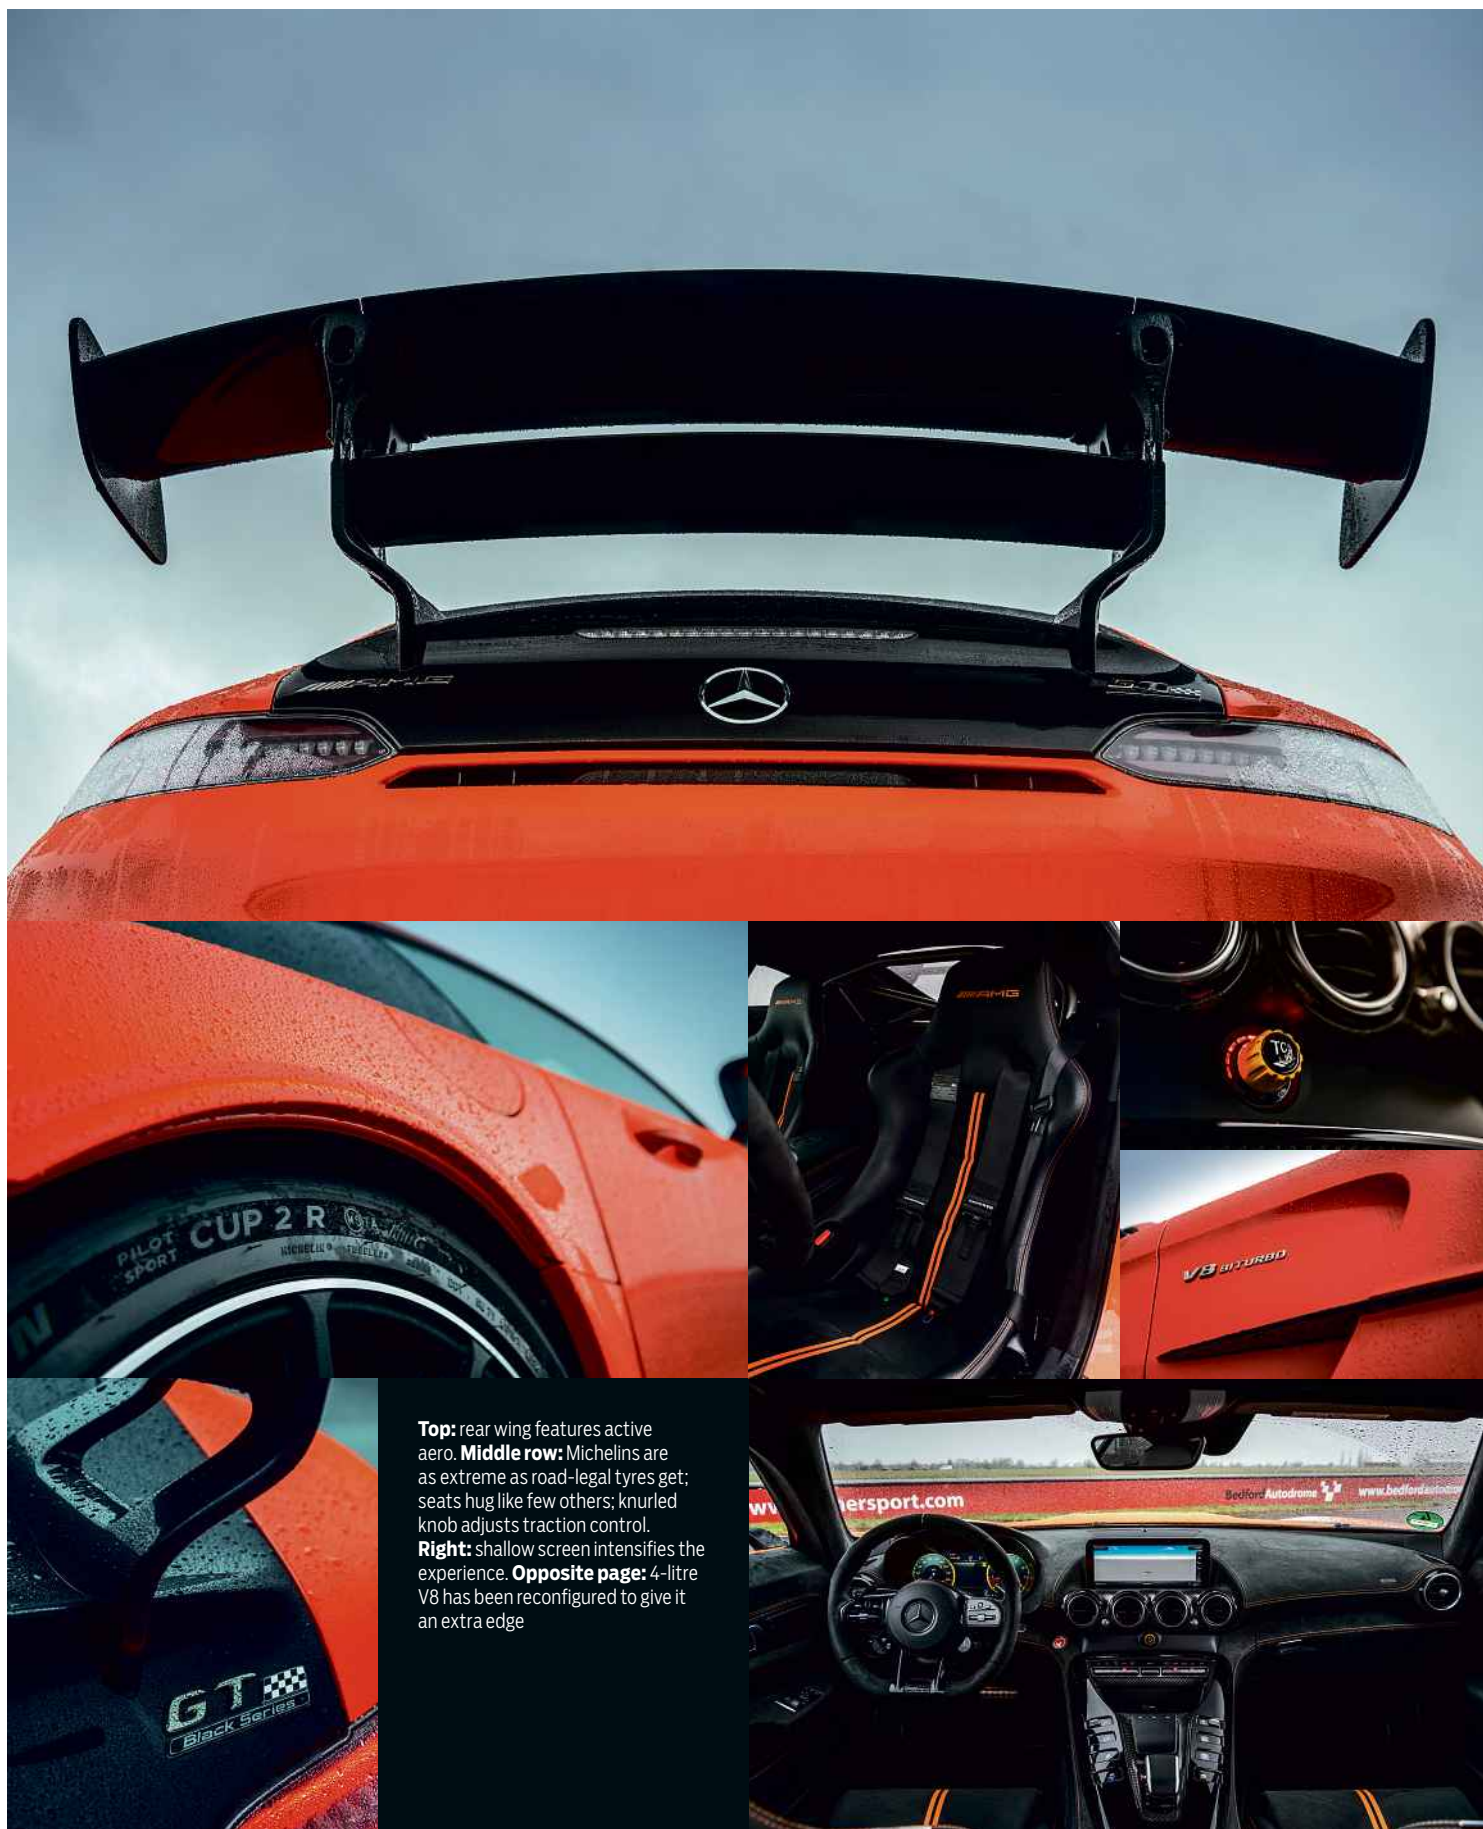 AMG
GT
AMG
AMG
TC
PILOT
SPORT
CUP 2 R
MICHELIN TUBELESS
V8 BITURBO
GT
Black Series
Top: rear wing features active
aero. Middle row: Michelins are
as extreme as road-legal tyres get;
seats hug like few others; knurled
knob adjusts traction control.
Right: shallow screen intensifies the
experience. Opposite page: 4-litre
V8 has been reconfigured to give it
an extra edge
ersport.com
Bedford Autodrome